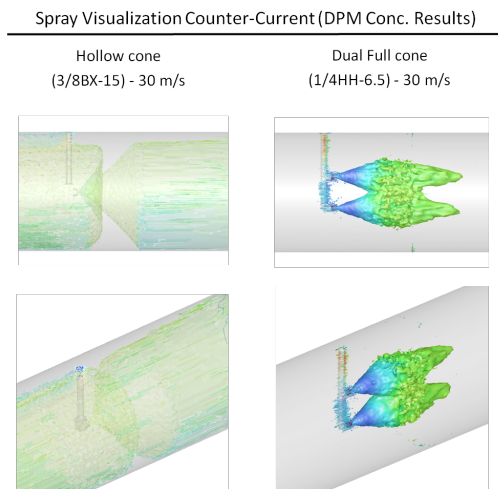 Spray Visualization Counter-Current (DPM Conc. Results)
Hollow cone
(3/8BX-15) - 30 m/s
Dual Full cone
(1/4HH-6.5) - 30 m/s